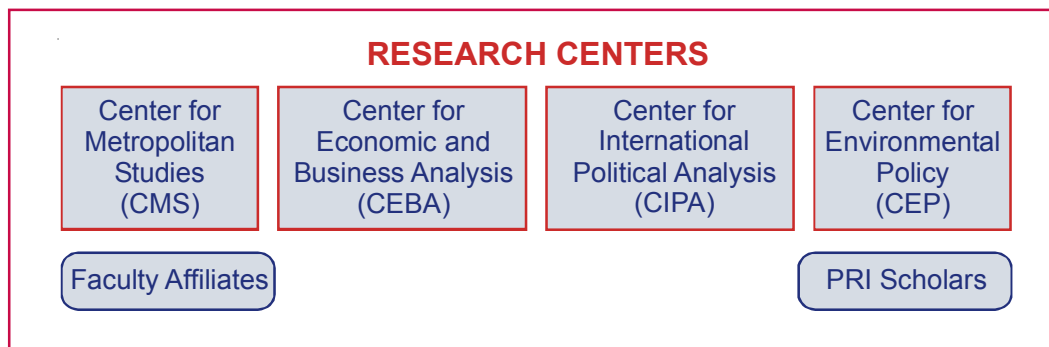 RESEARCH CENTERS
Center for
Metropolitan
Studies
(CMS)
Center for
Economic and
Business Analysis
(CEBA)
Center for
International
Political Analysis
(CIPA)
Center for
Environmental
Policy
(CEP)
Faculty Affiliates
PRI Scholars